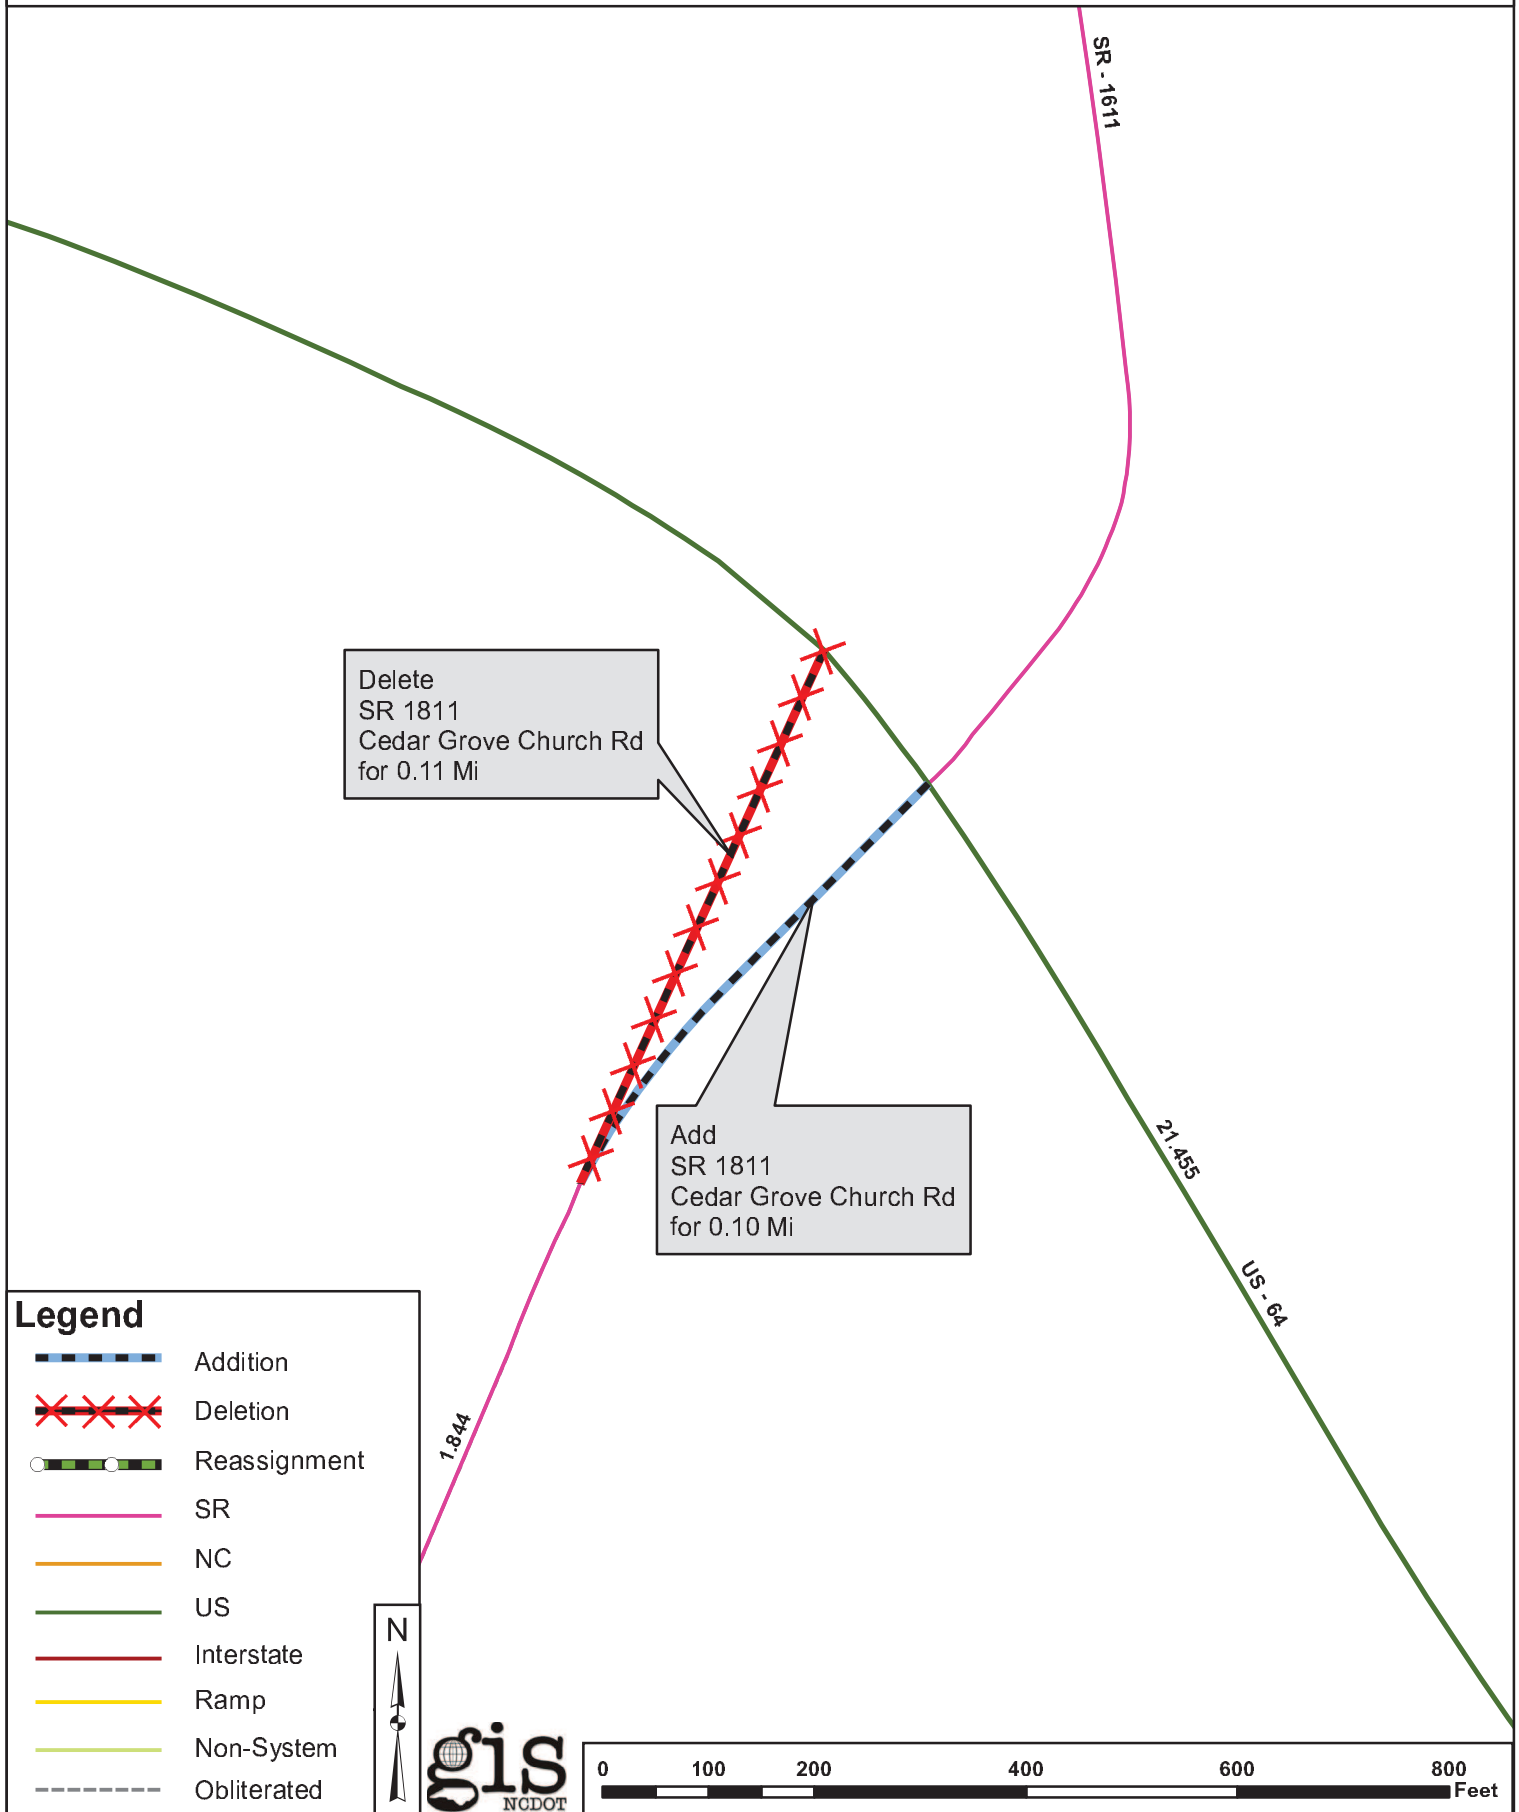 SR - 1611
Delete
SR 1811
Cedar Grove Church Rd
for 0.11 Mi
Add
SR 1811
Cedar Grove Church Rd
for 0.10 Mi
21.455
US - 64
1.844
Legend
Addition
Deletion
Reassignment
SR
NC
US
Interstate
Ramp
Non-System
Obliterated
N
gis
NCDOT
0 100 200 400 600 800
Feet